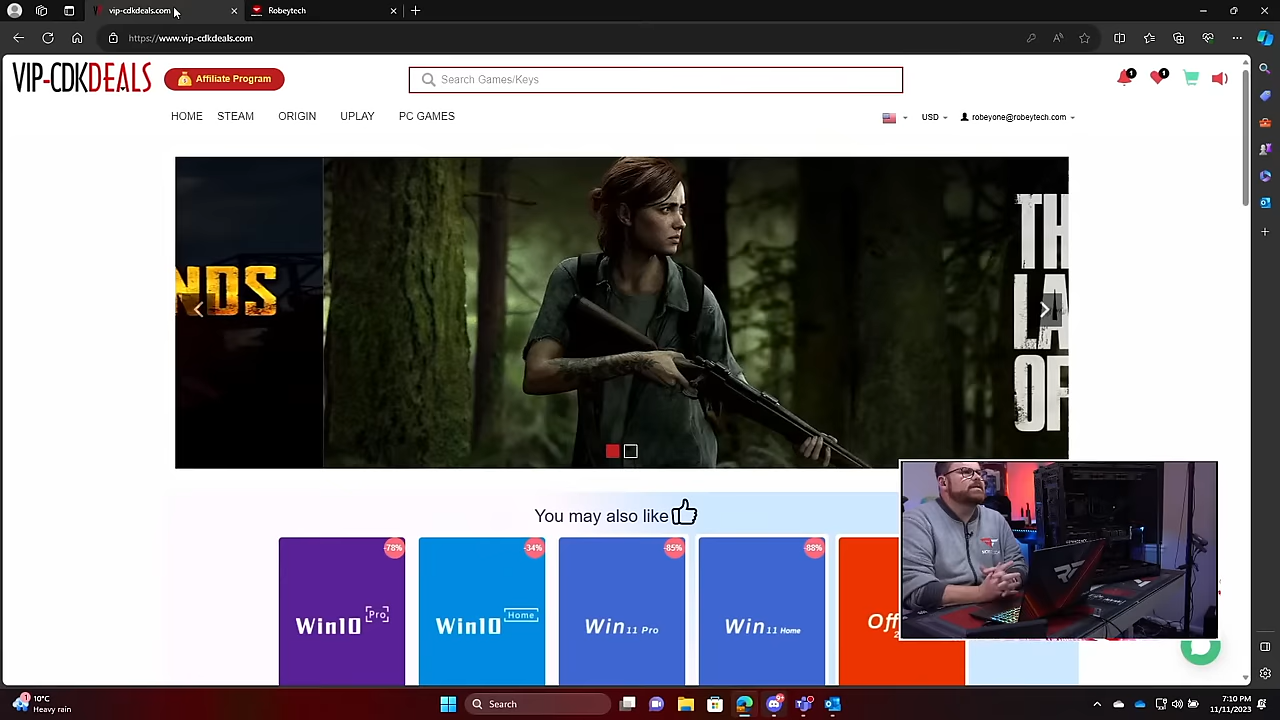 vip-cdkdeals.com
Robeytech
https://www.vip-cdkdeals.com
VIP-CDKDEALS
Affiliate Program
Search Games/Keys
1
1
HOME STEAM ORIGIN UPLAY PC GAMES
USD
robeyone@robeytech.com
NDS
TH
LA
OF
You may also like
-78%
-34%
-85%
-88%
Win10 Pro
Win10 Home
Win 11 Pro
Win 11 Home
Off
1
10°C
Heavy rain
Search
7:10 PM
11/11/2023